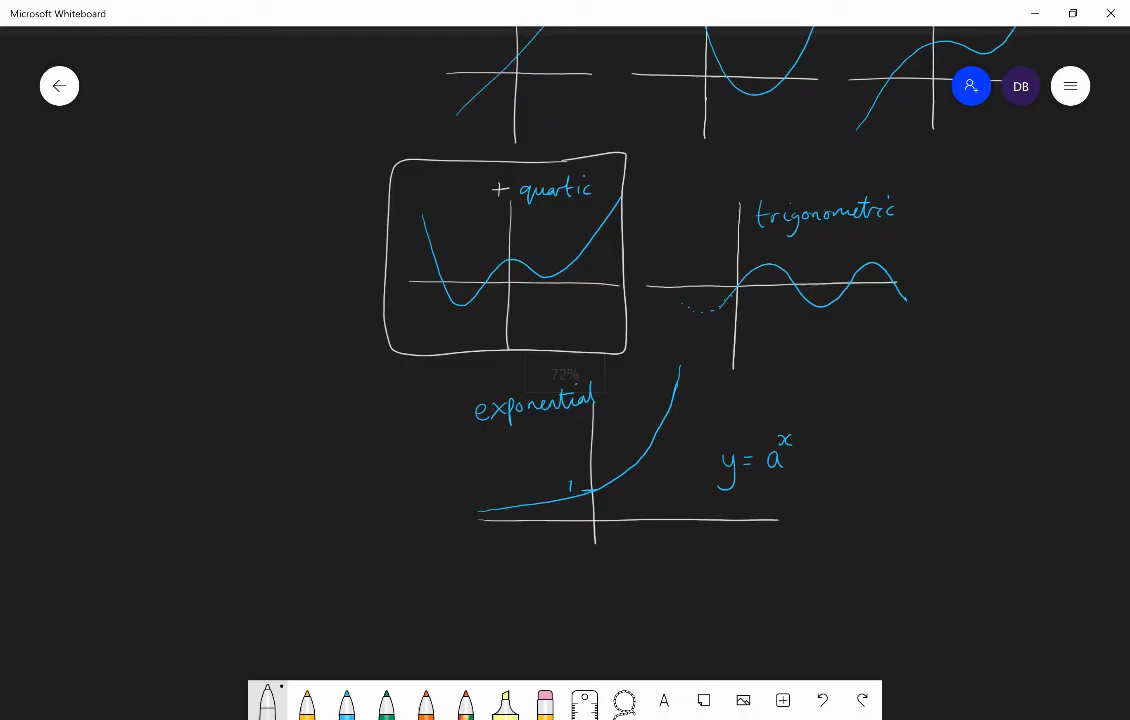 Microsoft Whiteboard
DB
+ quartic
trigonometric
72%
exponential
1
y = a^x
A